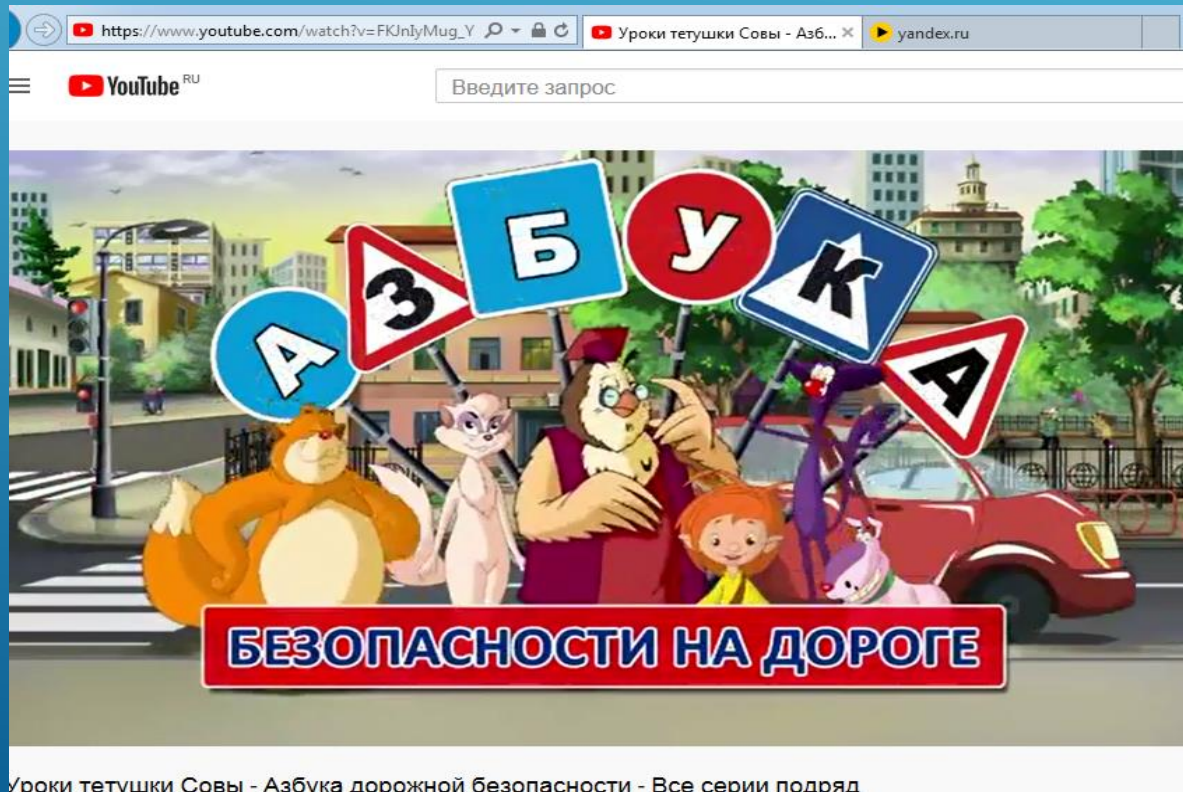 https://www.youtube.com/watch?v=FKJnIyMug_Y
Уроки тетушки Совы - Азб...
yandex.ru
YouTube RU
Введите запрос
АЗБУКА
БЕЗОПАСНОСТИ НА ДОРОГЕ
Уроки тетушки Совы - Азбука дорожной безопасности - Все серии подряд